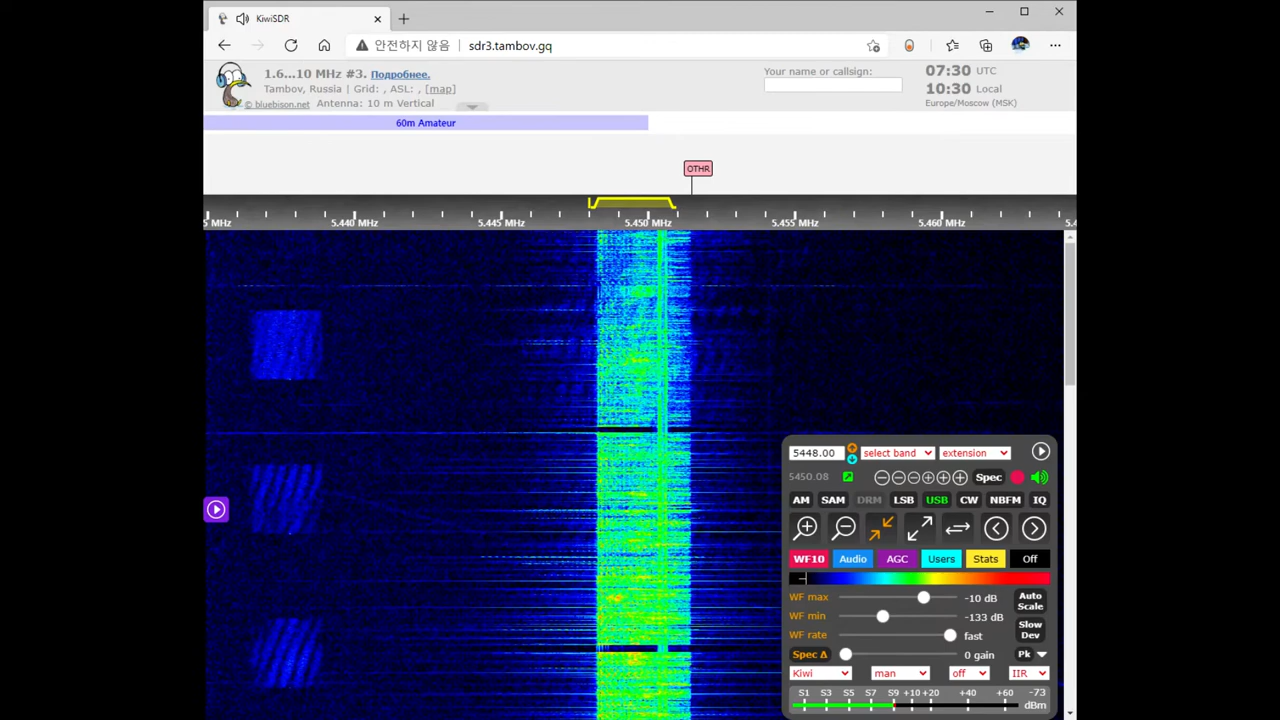 KiwiSDR
안전하지 않음 sdr3.tambov.gq
1.6...10 MHz #3. Подробнее.
Tambov, Russia | Grid: , ASL: , [map]
© bluebison.net Antenna: 10 m Vertical
Your name or callsign:
07:30 UTC
10:30 Local
Europe/Moscow (MSK)
60m Amateur
OTHR
5 MHz 5.440 MHz 5.445 MHz 5.450 MHz 5.455 MHz 5.460 MHz 5.4
5448.00 select band extension
5450.08 Spec
AM SAM DRM LSB USB CW NBFM IQ
WF10 Audio AGC Users Stats Off
WF max -10 dB Auto Scale
WF min -133 dB
WF rate fast Slow Dev
Spec Δ 0 gain Pk
Kiwi man off IIR
S1 S3 S5 S7 S9 +10 +20 +40 +60 -73 dBm